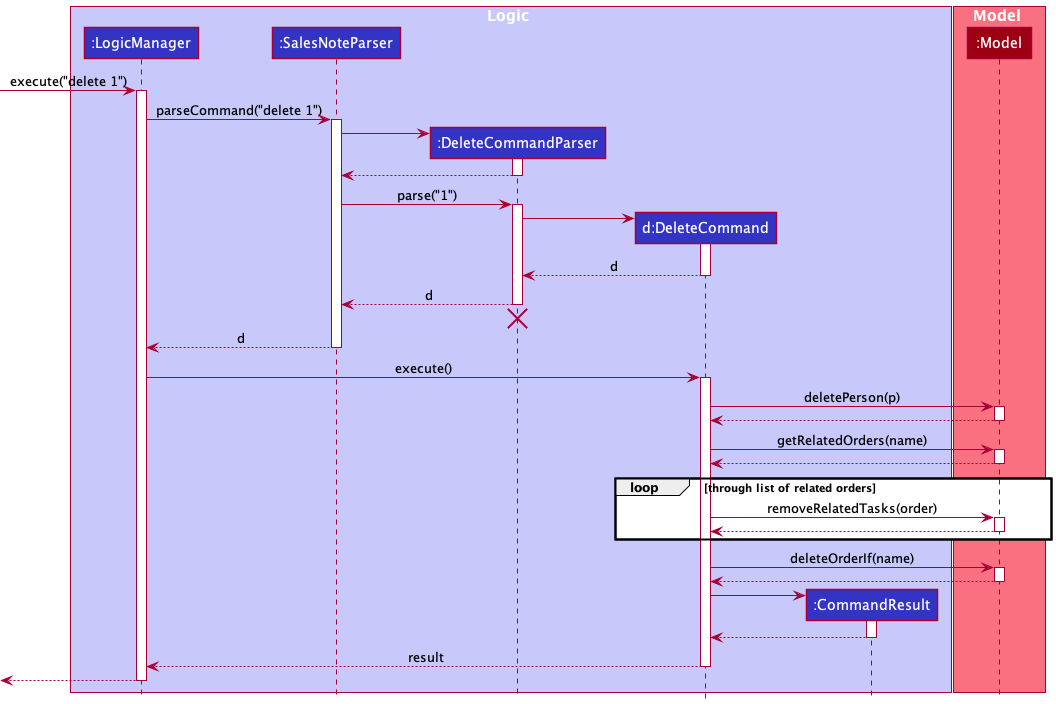 Logic
Model
:LogicManager
:SalesNoteParser
:Model
execute("delete 1")
parseCommand("delete 1")
:DeleteCommandParser
parse("1")
d:DeleteCommand
d
d
d
execute()
deletePerson(p)
getRelatedOrders(name)
loop
[through list of related orders]
removeRelatedTasks(order)
deleteOrderIf(name)
:CommandResult
result